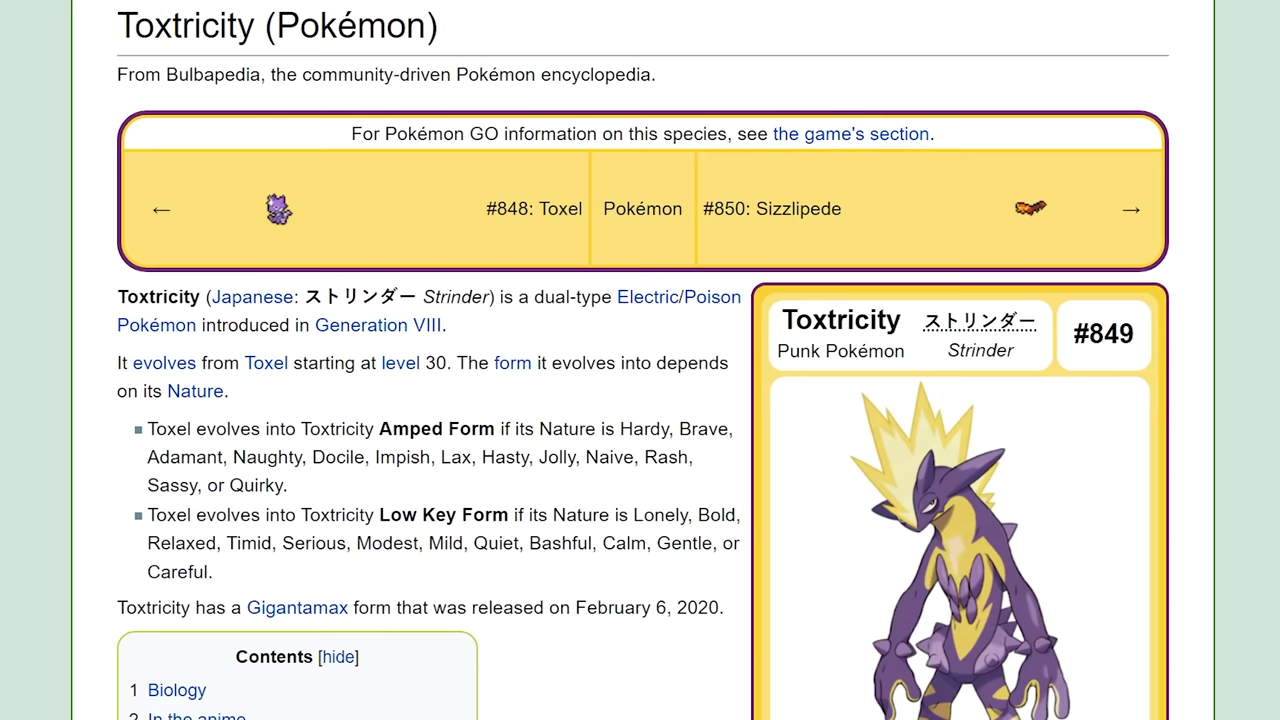 Toxtricity (Pokémon)
From Bulbapedia, the community-driven Pokémon encyclopedia.
For Pokémon GO information on this species, see the game's section.
← #848: Toxel Pokémon #850: Sizzlipede →
Toxtricity (Japanese: ストリンダー Strinder) is a dual-type Electric/Poison
Pokémon introduced in Generation VIII.
It evolves from Toxel starting at level 30. The form it evolves into depends
on its Nature.
Toxel evolves into Toxtricity Amped Form if its Nature is Hardy, Brave,
Adamant, Naughty, Docile, Impish, Lax, Hasty, Jolly, Naive, Rash,
Sassy, or Quirky.
Toxel evolves into Toxtricity Low Key Form if its Nature is Lonely, Bold,
Relaxed, Timid, Serious, Modest, Mild, Quiet, Bashful, Calm, Gentle, or
Careful.
Toxtricity has a Gigantamax form that was released on February 6, 2020.
Contents [hide]
1 Biology
2 In the anime
Toxtricity ストリンダー #849
Punk Pokémon Strinder